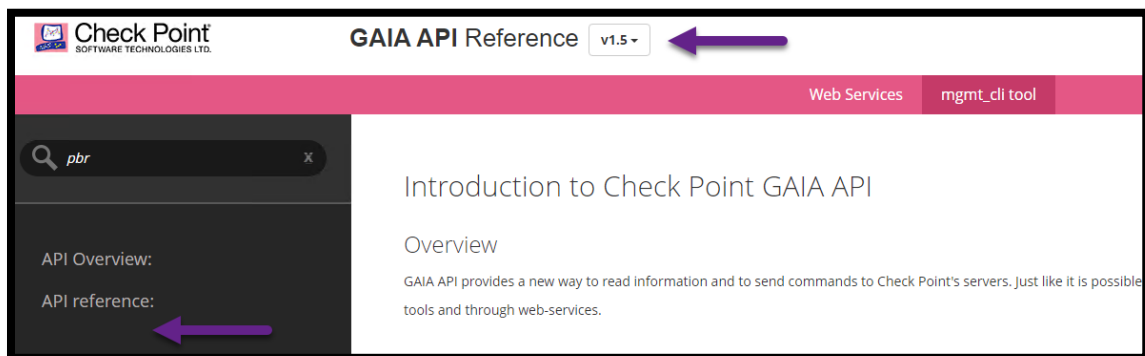 Check Point
SOFTWARE TECHNOLOGIES LTD.
GAIA API Reference v1.5
Web Services mgmt_cli tool
pbr x
API Overview:
API reference:
Introduction to Check Point GAIA API
Overview
GAIA API provides a new way to read information and to send commands to Check Point's servers. Just like it is possible
tools and through web-services.